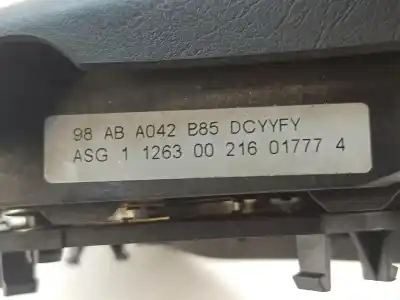 98 AB A042 B85 DCYYFY
ASG 1 1263 00 216 01777 4